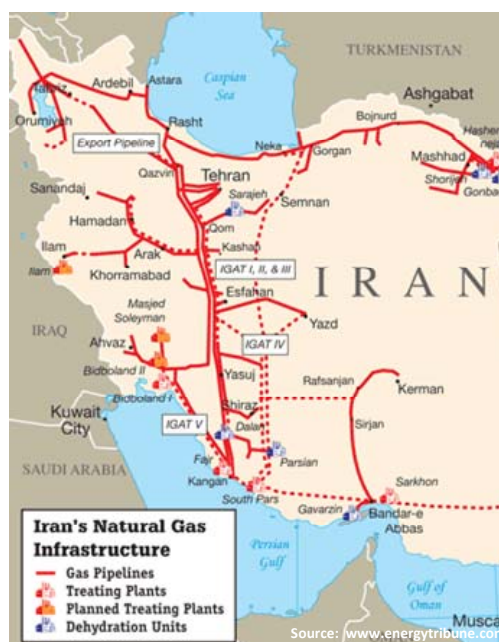 TURKMENISTAN
Caspian
Sea
Tabriz
Ardebil
Astara
Ashgabat
Orumiyeh
Rasht
Bojnurd
Neka
Gorgan
Export Pipeline
Mashhad
Shorijeh
Qazvin
Tehran
Sarajeh
Semnan
Sanandaj
Hamadan
Qom
Ilam
Arak
Kashan
Ilam
Khorramabad
IGAT I, II, & III
IRAN
Esfahan
Masjed
Soleyman
Yazd
IRAQ
Ahvaz
IGAT IV
Bidboland II
Yasuj
Rafsanjan
Kerman
Bidboland I
Kuwait
City
Shiraz
Dalan
Sirjan
IGAT V
SAUDI ARABIA
Fajr
Parsian
Kangan
Sarkhon
South Pars
Gavarzin
Bandar-e
Abbas
Iran's Natural Gas
Infrastructure
Gas Pipelines
Treating Plants
Planned Treating Plants
Dehydration Units
Persian
Gulf
Gulf of
Oman
Source: /www.energytribune.com